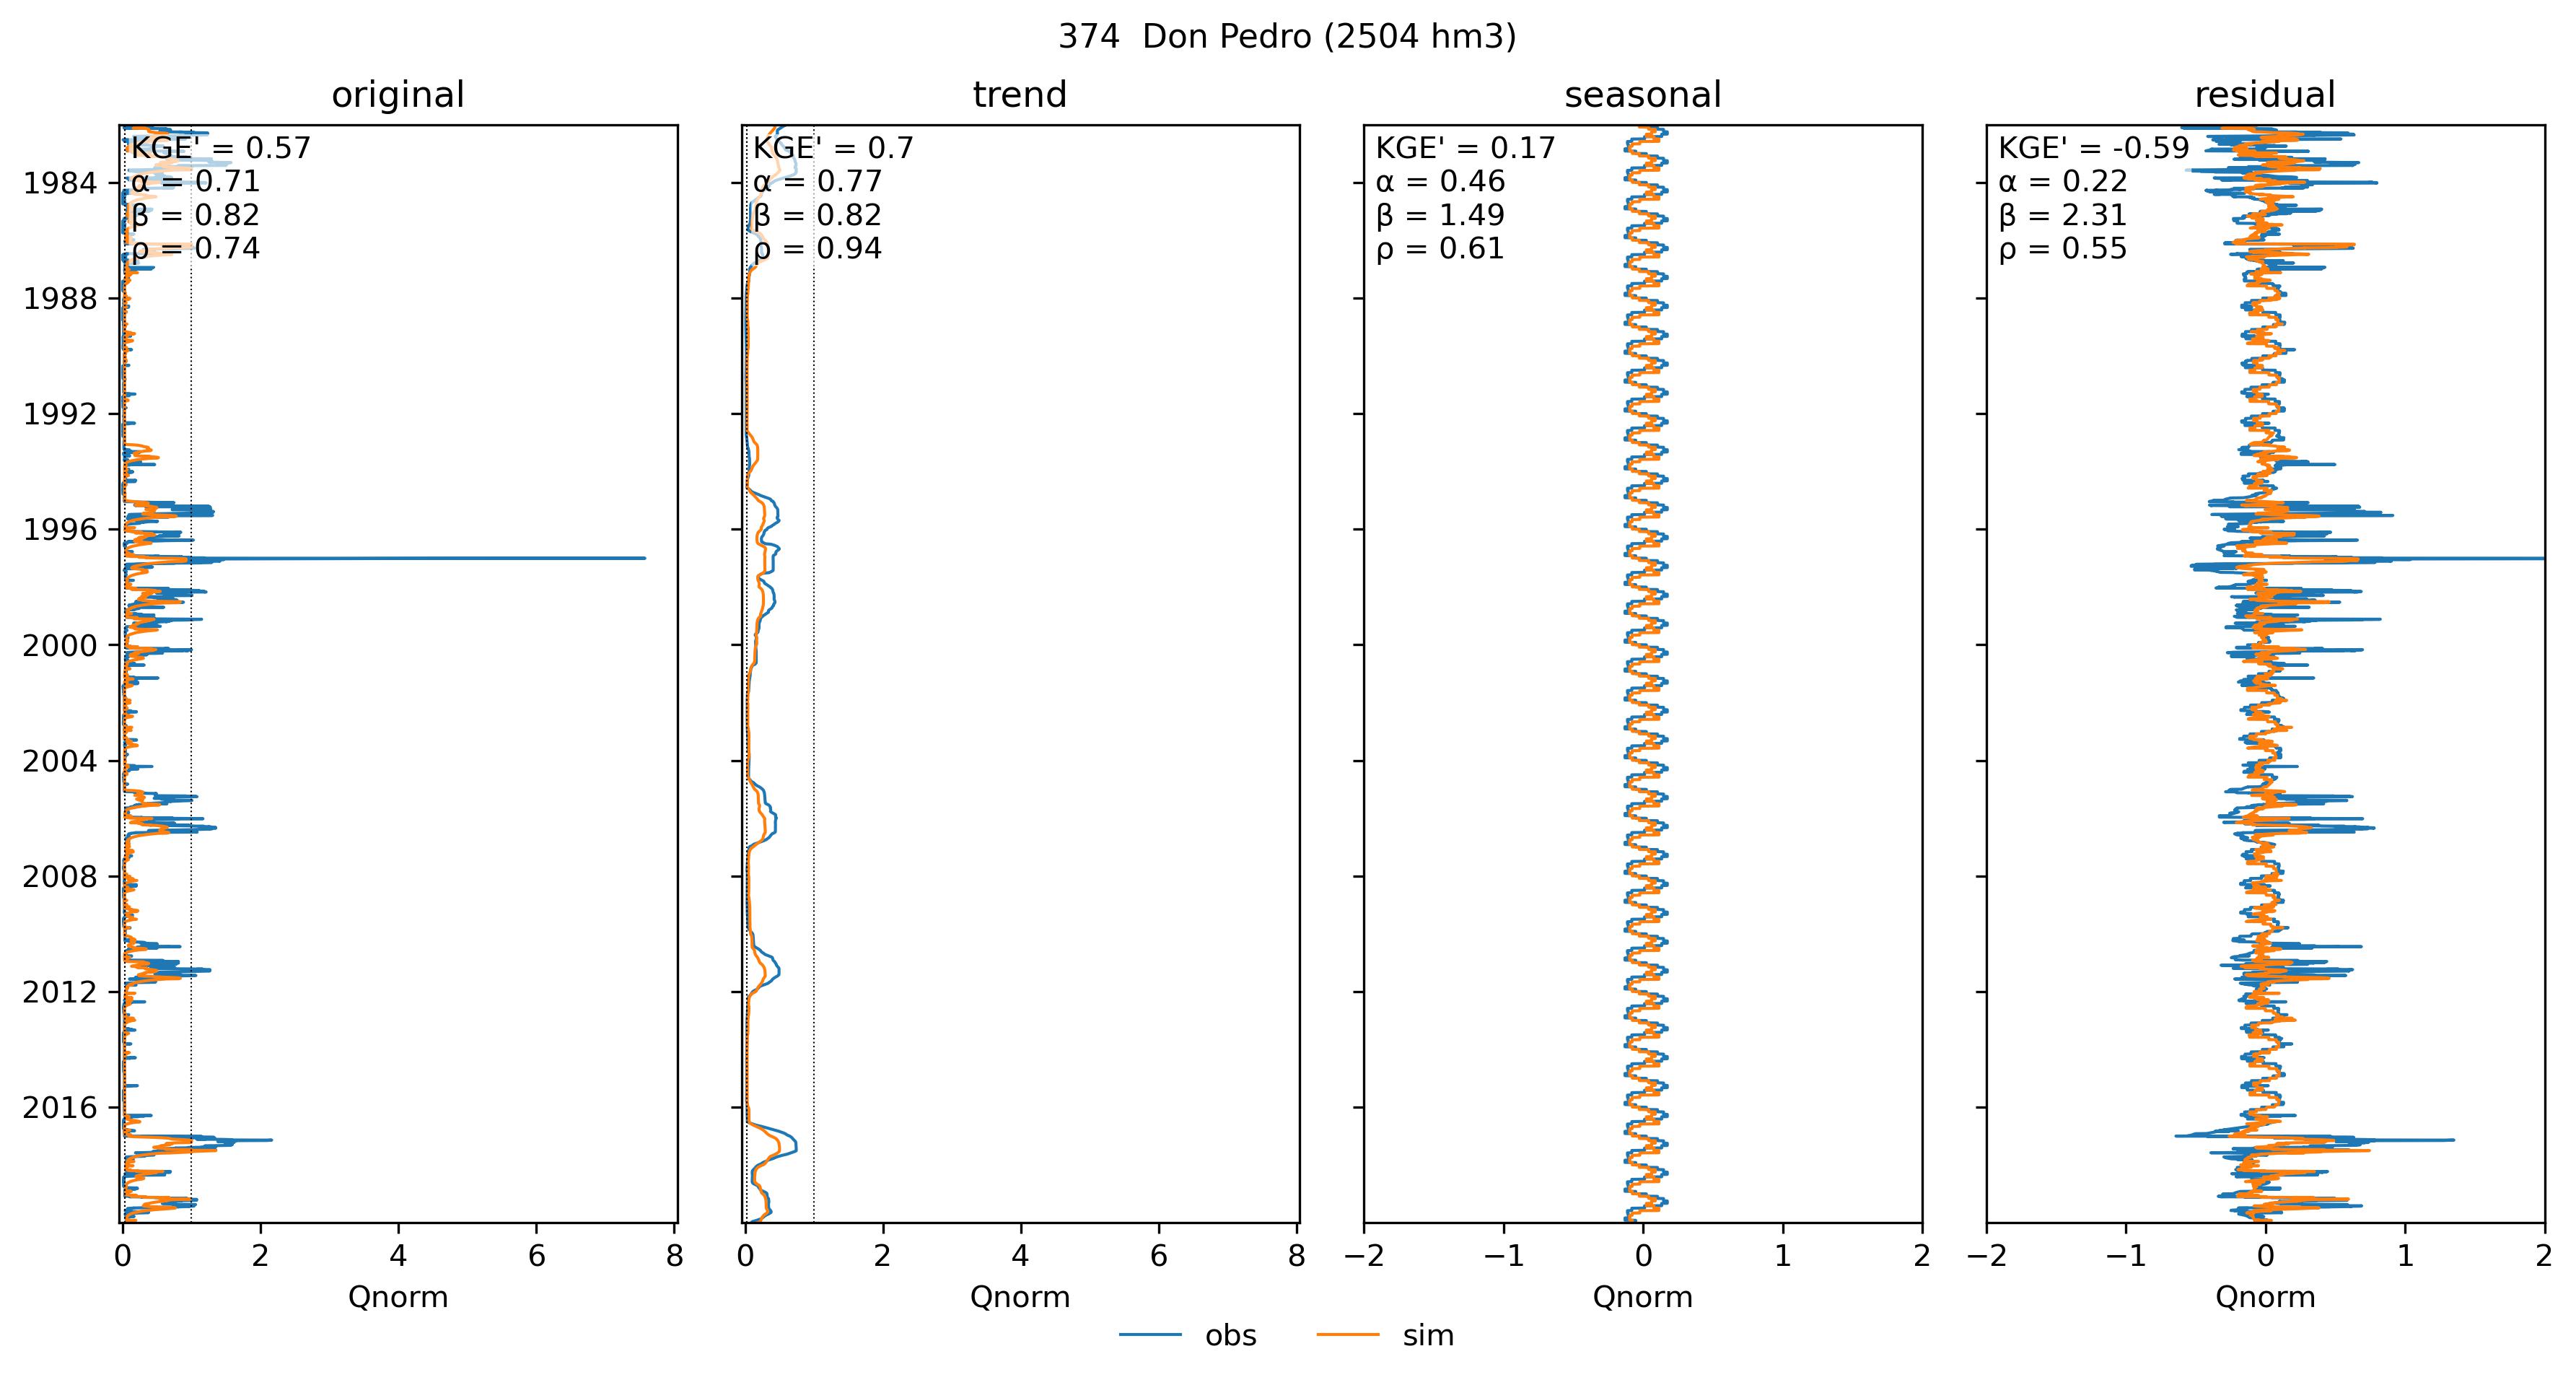 374  Don Pedro (2504 hm3)
original
trend
seasonal
residual
KGE' = 0.57
α = 0.71
β = 0.82
ρ = 0.74
KGE' = 0.7
α = 0.77
β = 0.82
ρ = 0.94
KGE' = 0.17
α = 0.46
β = 1.49
ρ = 0.61
KGE' = -0.59
α = 0.22
β = 2.31
ρ = 0.55
1984
1988
1992
1996
2000
2004
2008
2012
2016
0 2 4 6 8
0 2 4 6 8
−2 −1 0 1 2
−2 −1 0 1 2
Qnorm
Qnorm
Qnorm
Qnorm
obs sim